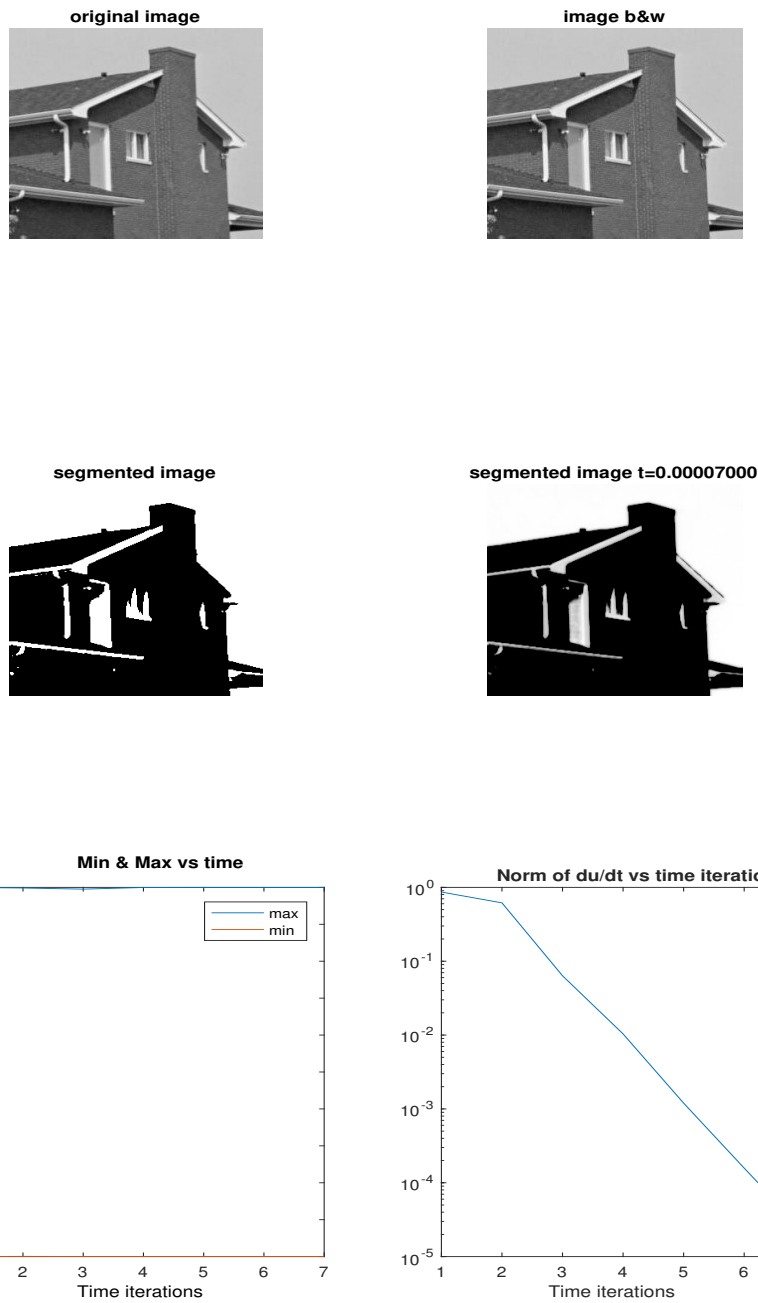 original image
image b&w
segmented image
segmented image t=0.00007000
Min & Max vs time
max
min
2 3 4 5 6 7
Time iterations
Norm of du/dt vs time iteratio
10^0
10^-1
10^-2
10^-3
10^-4
10^-5
1 2 3 4 5 6
Time iterations